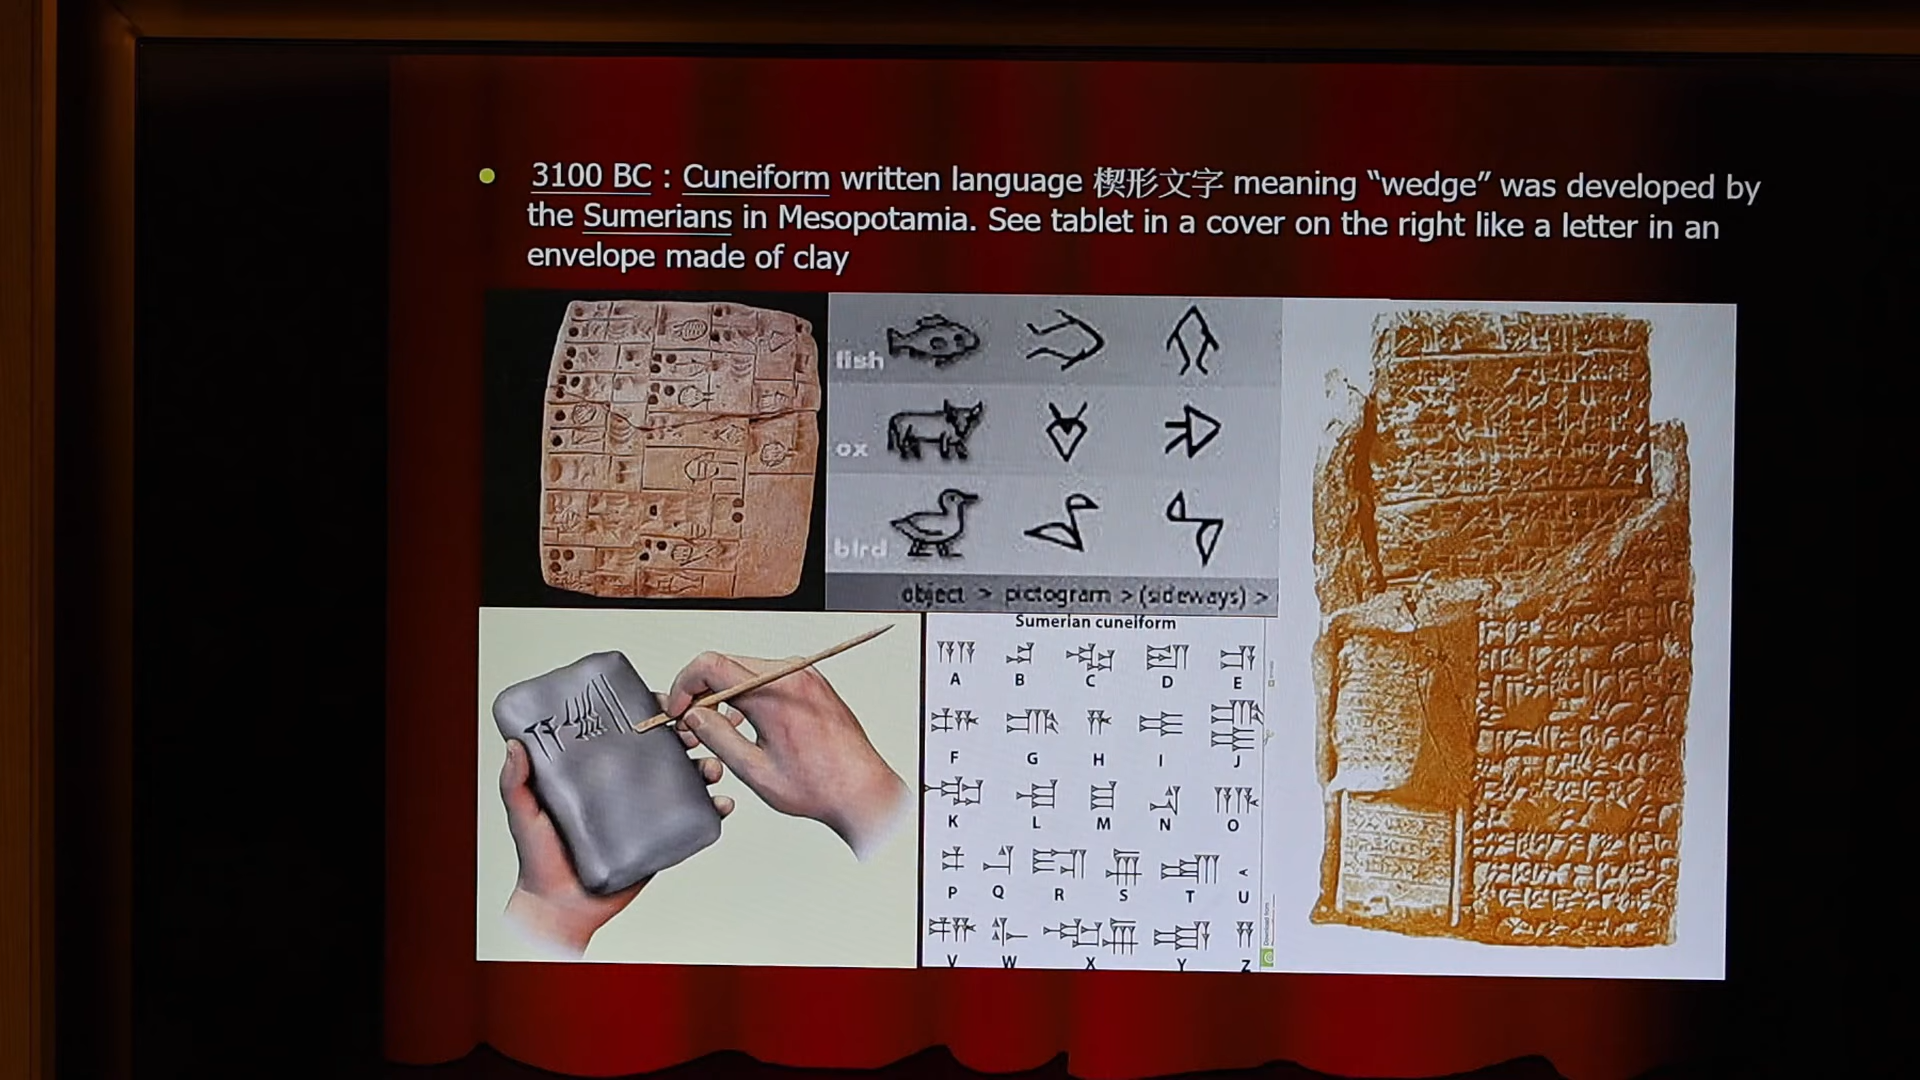 3100 BC : Cuneiform written language 楔形文字 meaning “wedge” was developed by
the Sumerians in Mesopotamia. See tablet in a cover on the right like a letter in an
envelope made of clay
fish
ox
bird
object > pictogram > (sideways) >
Sumerian cuneiform
A B C D E
F G H I J
K L M N O
P Q R S T U
V W X Y Z